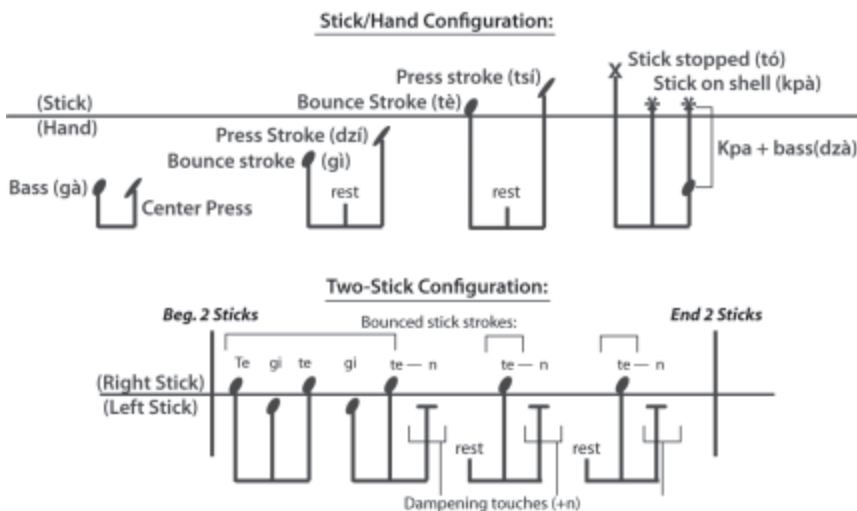 Stick/Hand Configuration:
Stick stopped (tó)
Press stroke (tsí)
Stick on shell (kpà)
(Stick)
Bounce Stroke (tè)
(Hand)
Press Stroke (dzí)
Kpa + bass(dzà)
Bounce stroke (gì)
Bass (gà)
rest
rest
Center Press
Two-Stick Configuration:
Beg. 2 Sticks
Bounced stick strokes:
End 2 Sticks
Te gi te gi te — n te — n te — n
(Right Stick)
(Left Stick)
rest
rest
Dampening touches (+n)